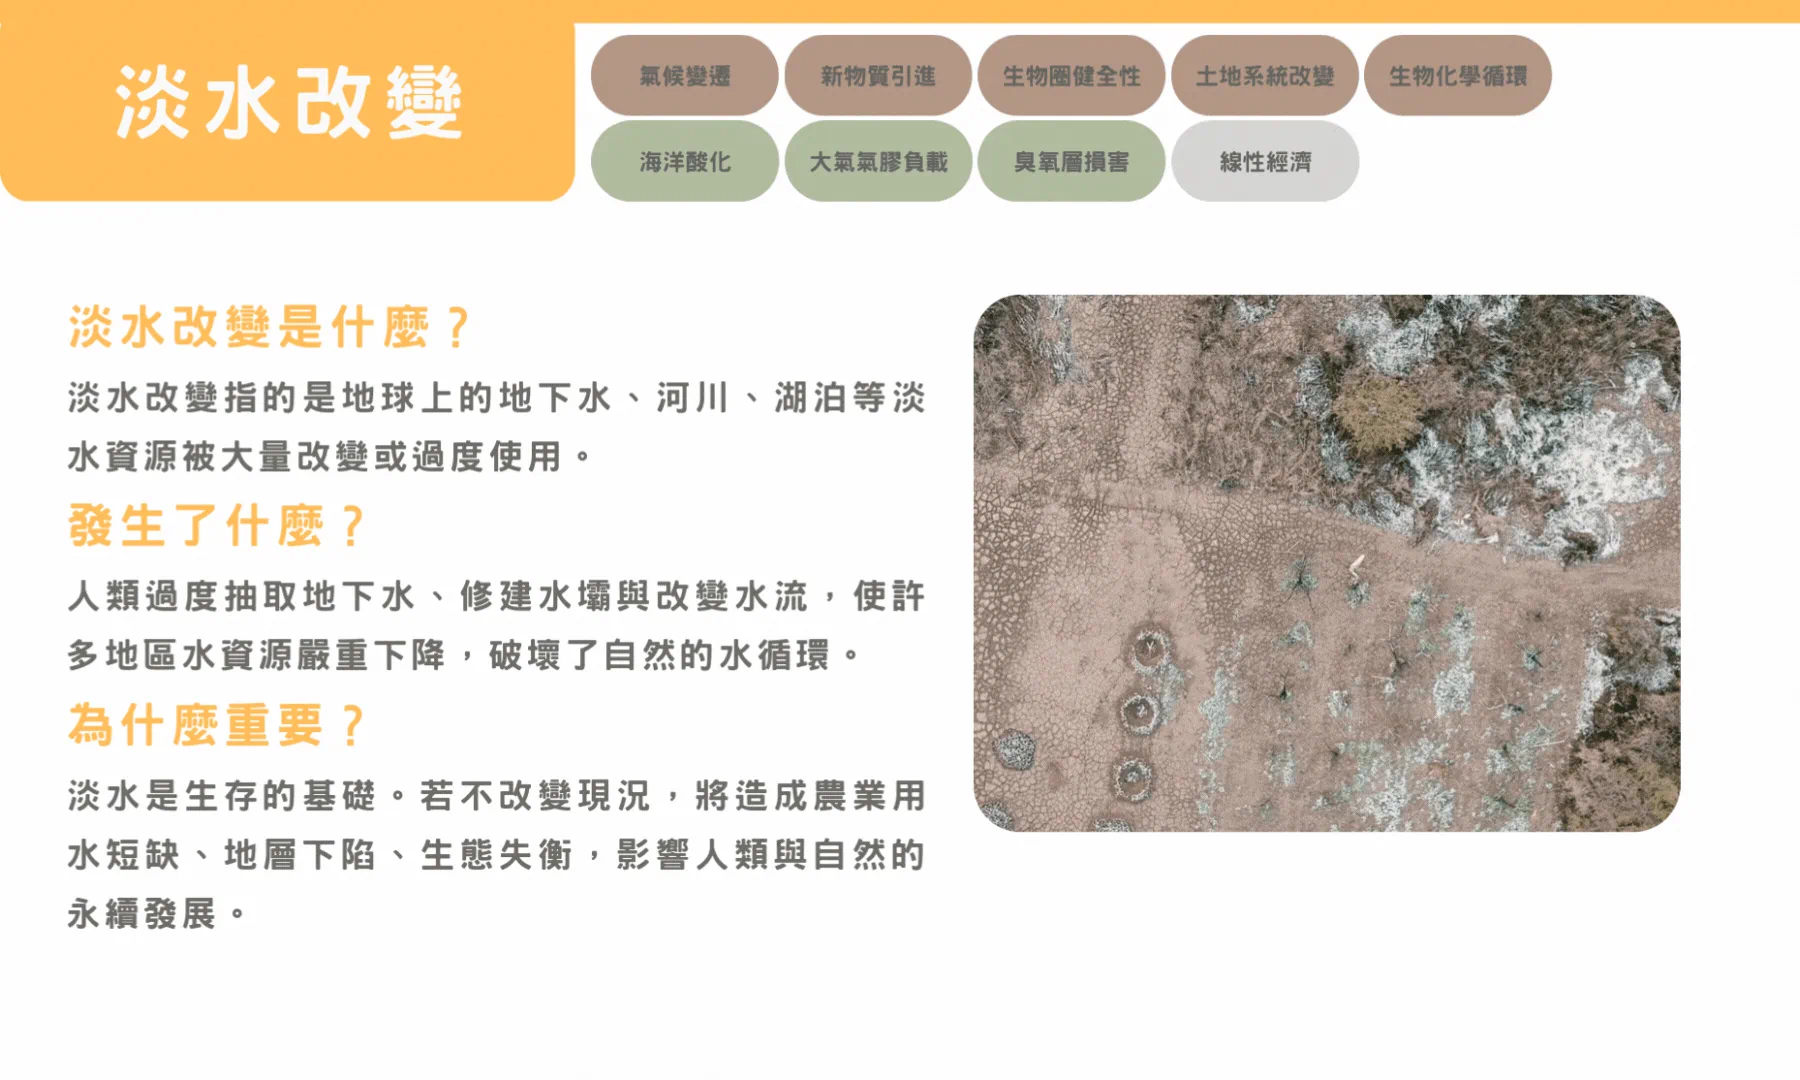 淡水改變
氣候變遷
新物質引進
生物圈健全性
土地系統改變
生物化學循環
海洋酸化
大氣氣膠負載
臭氧層損害
線性經濟
淡水改變是什麼？
淡水改變指的是地球上的地下水、河川、湖泊等淡
水資源被大量改變或過度使用。
發生了什麼？
人類過度抽取地下水、修建水壩與改變水流，使許
多地區水資源嚴重下降，破壞了自然的水循環。
為什麼重要？
淡水是生存的基礎。若不改變現況，將造成農業用
水短缺、地層下陷、生態失衡，影響人類與自然的
永續發展。